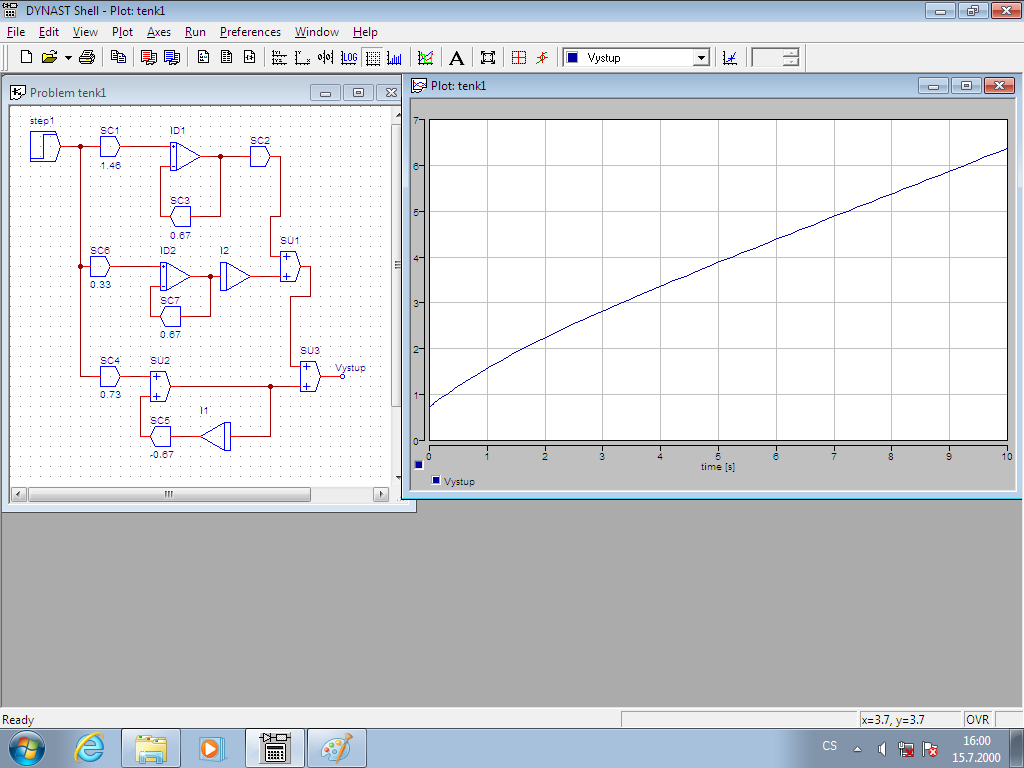 DYNAST Shell - Plot: tenk1
File Edit View Plot Axes Run Preferences Window Help
LOG A Vystup
Problem tenk1
step1
SC1
1.46
ID1
SC2
SC3
0.67
SU1
SC6
0.33
ID2
I2
SC7
0.67
SC4
0.73
SU2
SU3
Vystup
SC5
-0.67
I1
Plot: tenk1
7
6
5
4
3
2
1
0
0 1 2 3 4 5 6 7 8 9 10
time [s]
Vystup
Ready
x=3.7, y=3.7 OVR
CS
16:00
15.7.2000